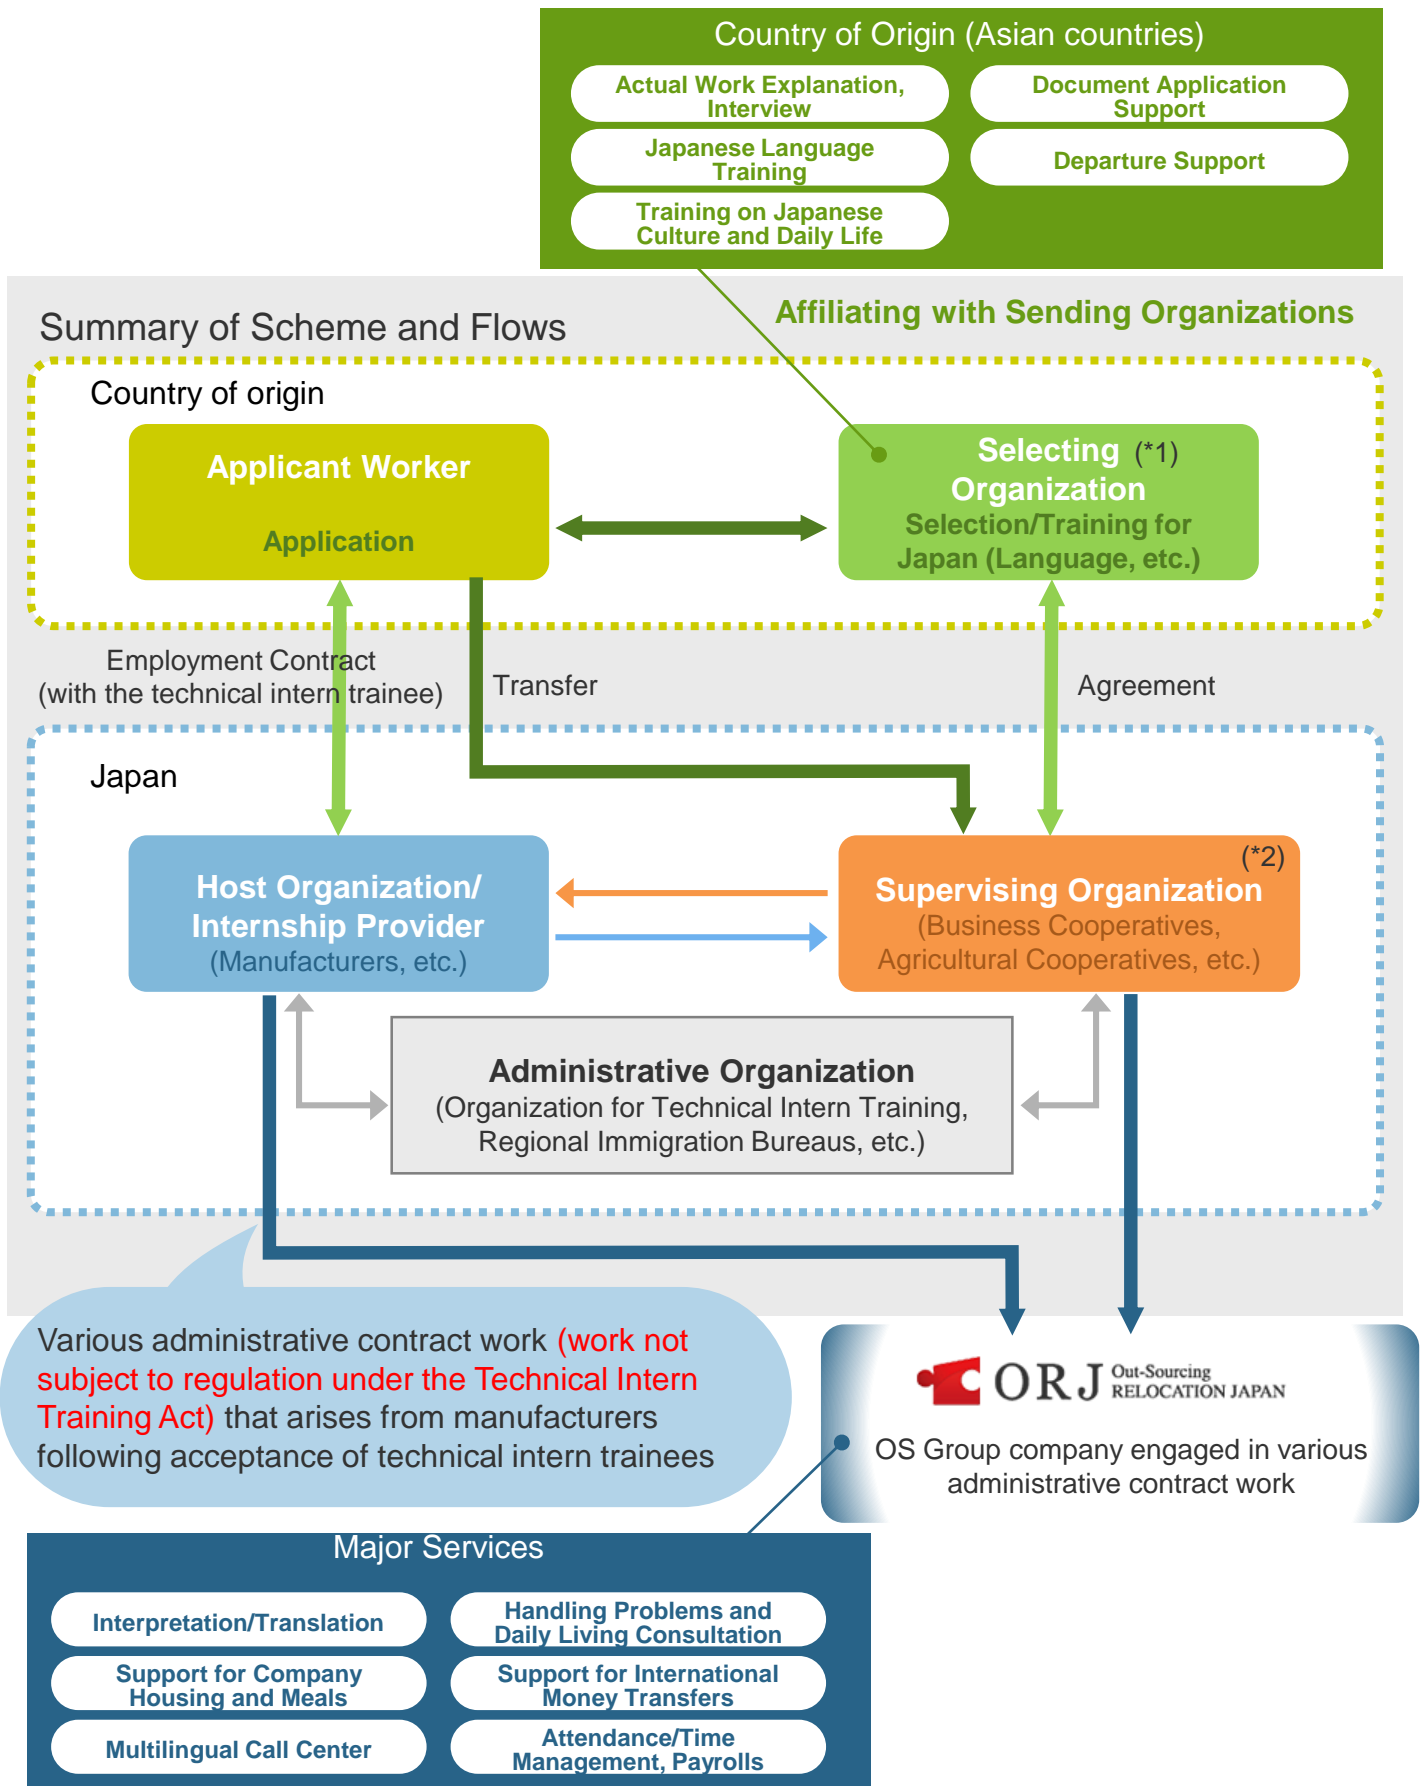 Country of Origin (Asian countries)
Actual Work Explanation,
Interview
Document Application
Support
Japanese Language
Training
Departure Support
Training on Japanese
Culture and Daily Life
Affiliating with Sending Organizations
Summary of Scheme and Flows
Country of origin
Applicant Worker
Application
Selecting (*1)
Organization
Selection/Training for
Japan (Language, etc.)
Employment Contract
(with the technical intern trainee)
Transfer
Agreement
Japan
Host Organization/
Internship Provider
(Manufacturers, etc.)
(*2)
Supervising Organization
(Business Cooperatives,
Agricultural Cooperatives, etc.)
Administrative Organization
(Organization for Technical Intern Training,
Regional Immigration Bureaus, etc.)
Various administrative contract work (work not
subject to regulation under the Technical Intern
Training Act) that arises from manufacturers
following acceptance of technical intern trainees
ORJ Out-Sourcing
RELOCATION JAPAN
OS Group company engaged in various
administrative contract work
Major Services
Interpretation/Translation
Handling Problems and
Daily Living Consultation
Support for Company
Housing and Meals
Support for International
Money Transfers
Multilingual Call Center
Attendance/Time
Management, Payrolls